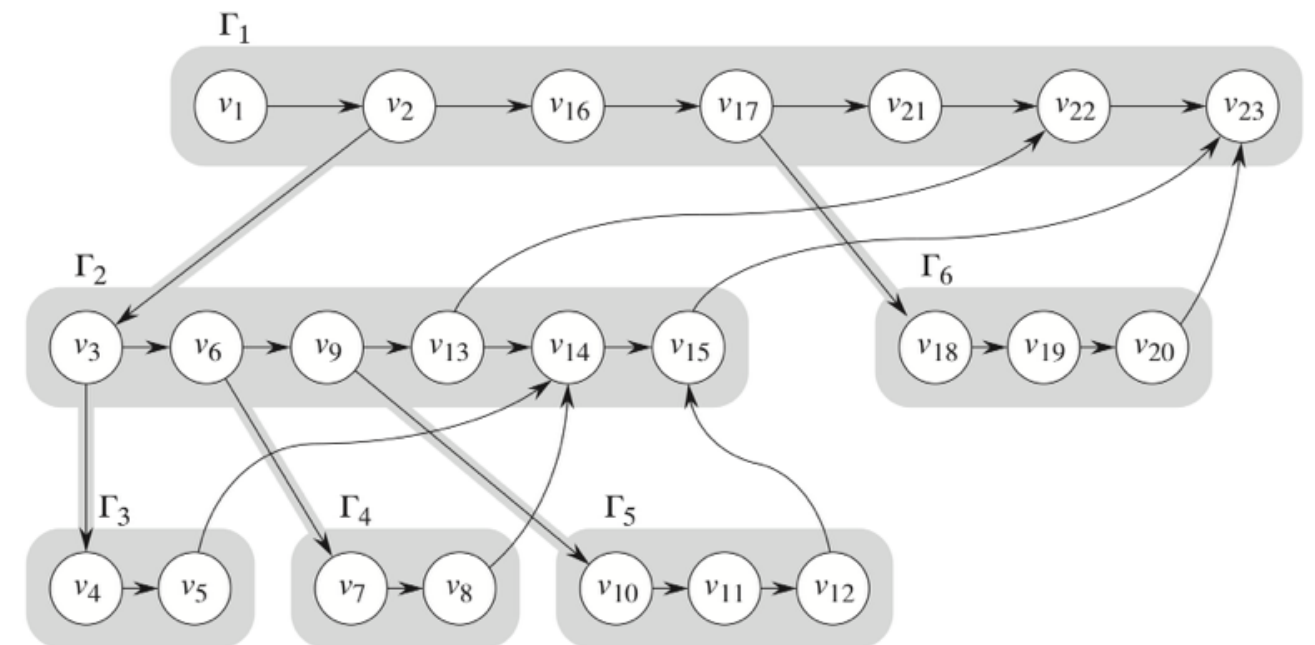 Γ₁
v₁ v₂ v₁₆ v₁₇ v₂₁ v₂₂ v₂₃
Γ₂ Γ₆
v₃ v₆ v₉ v₁₃ v₁₄ v₁₅ v₁₈ v₁₉ v₂₀
Γ₃ Γ₄ Γ₅
v₄ v₅ v₇ v₈ v₁₀ v₁₁ v₁₂